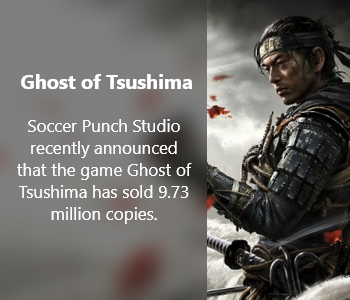 Ghost of Tsushima
Soccer Punch Studio
recently announced
that the game Ghost of
Tsushima has sold 9.73
million copies.